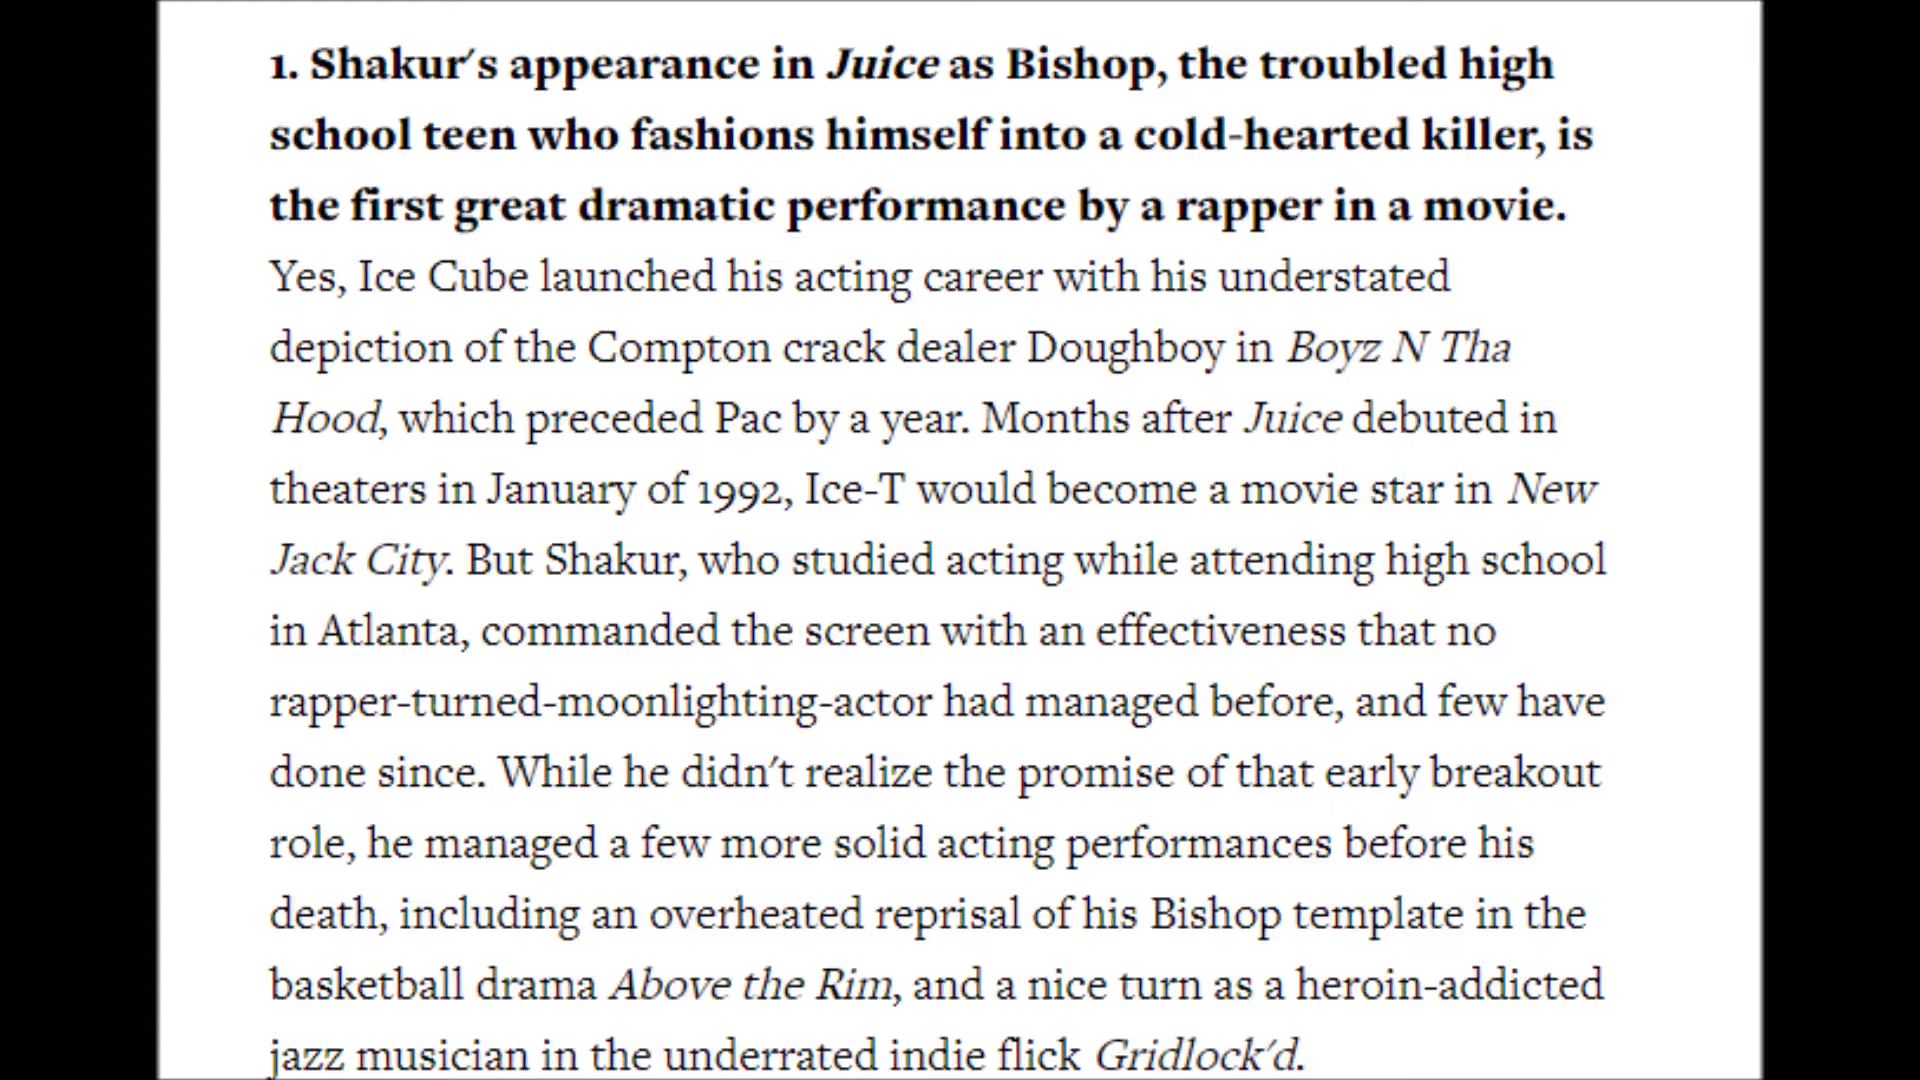 1. Shakur's appearance in Juice as Bishop, the troubled high
school teen who fashions himself into a cold-hearted killer, is
the first great dramatic performance by a rapper in a movie.
Yes, Ice Cube launched his acting career with his understated
depiction of the Compton crack dealer Doughboy in Boyz N Tha
Hood, which preceded Pac by a year. Months after Juice debuted in
theaters in January of 1992, Ice-T would become a movie star in New
Jack City. But Shakur, who studied acting while attending high school
in Atlanta, commanded the screen with an effectiveness that no
rapper-turned-moonlighting-actor had managed before, and few have
done since. While he didn't realize the promise of that early breakout
role, he managed a few more solid acting performances before his
death, including an overheated reprisal of his Bishop template in the
basketball drama Above the Rim, and a nice turn as a heroin-addicted
jazz musician in the underrated indie flick Gridlock'd.